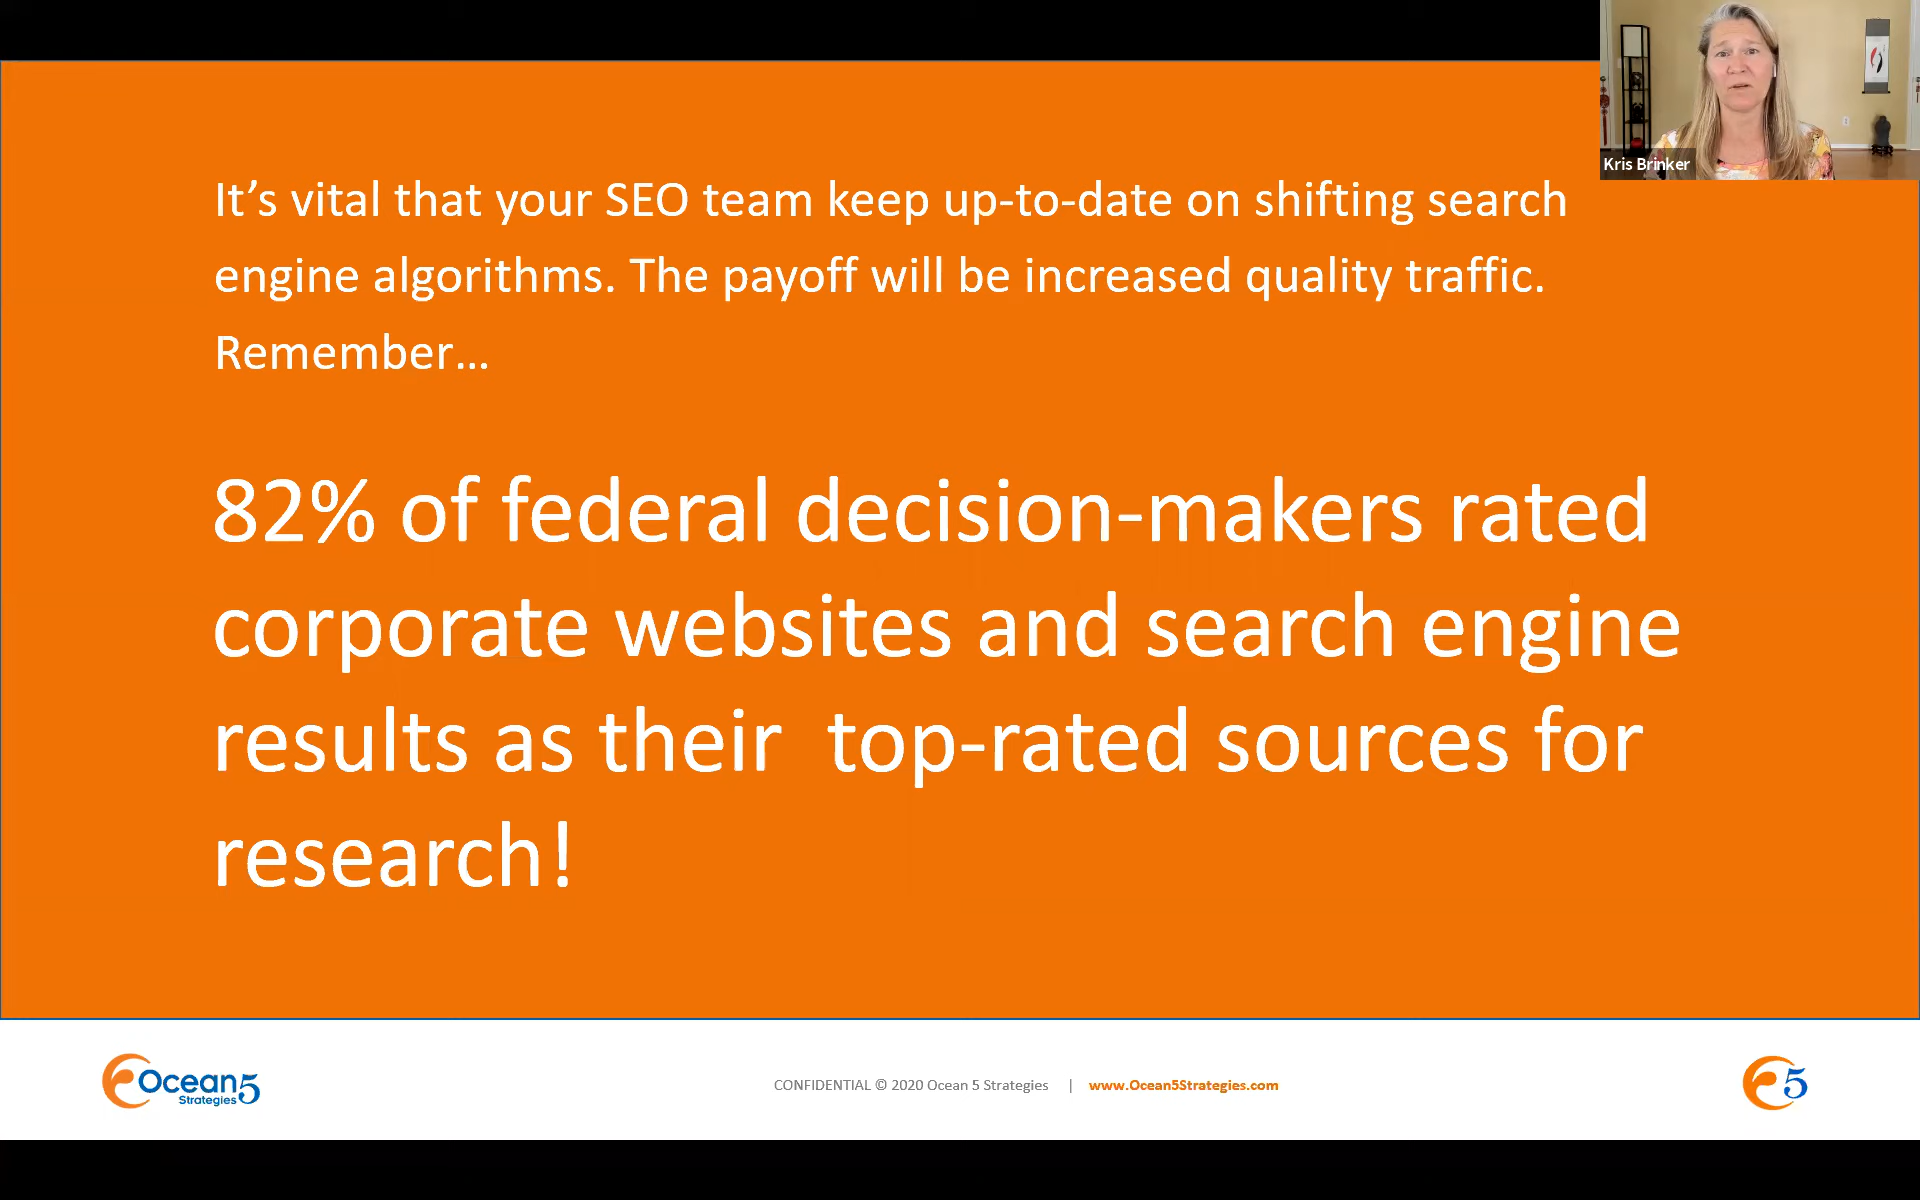 Kris Brinker
It’s vital that your SEO team keep up-to-date on shifting search
engine algorithms. The payoff will be increased quality traffic.
Remember…
82% of federal decision-makers rated
corporate websites and search engine
results as their  top-rated sources for
research!
Ocean5
Strategies
CONFIDENTIAL © 2020 Ocean 5 Strategies | www.Ocean5Strategies.com
5